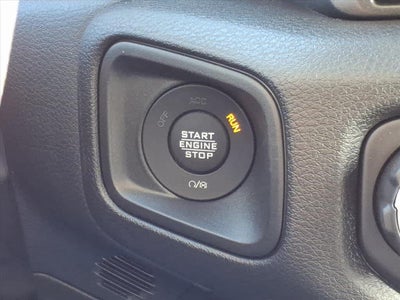 ACC
OFF
RUN
START
ENGINE
STOP